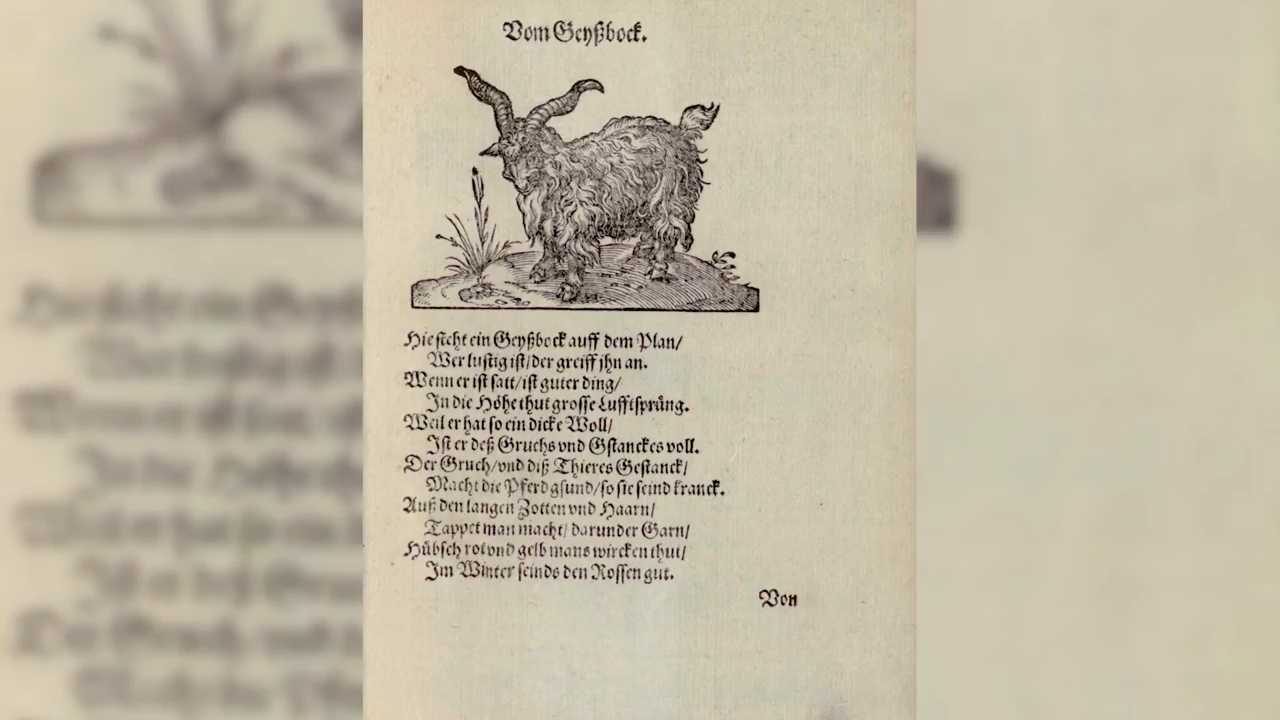 Vom Geyßbock.
Hie steht ein Geyßbock auff dem Plan/
Wer lustig ist/der greiff jhn an.
Wenn er ist satt/ist guter ding/
In die Höhe thut grosse Lufftsprüng.
Weil er hat so ein dicke Woll/
Ist er deß Gruchs vnd Gstanckes voll.
Der Gruch/vnd diß Thieres Gestanck/
Macht die Pferd gsund/so sie seind kranck.
Auß den langen Zotten vnd Haarn/
Tappet man macht/darunder Garn/
Hübsch rot vnd gelb mans wircken thut/
Im Winter seinds den Rossen gut.
Von